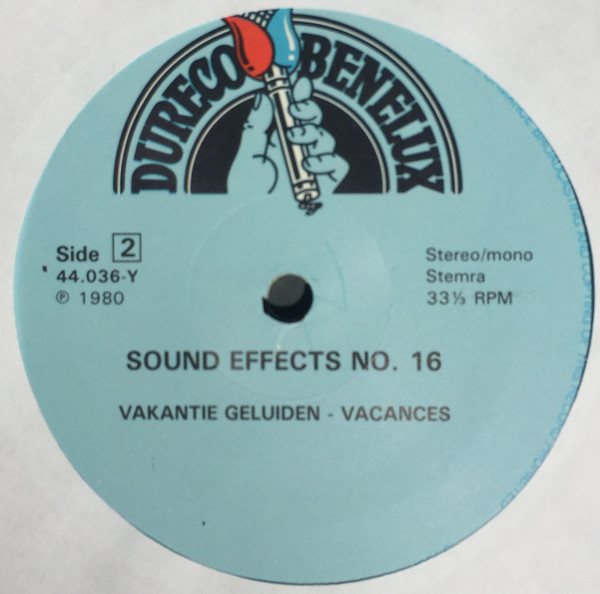 DURECO BENELUX
Side 2
44.036-Y
℗ 1980
Stereo/mono
Stemra
33⅓ RPM
SOUND EFFECTS NO. 16
VAKANTIE GELUIDEN - VACANCES